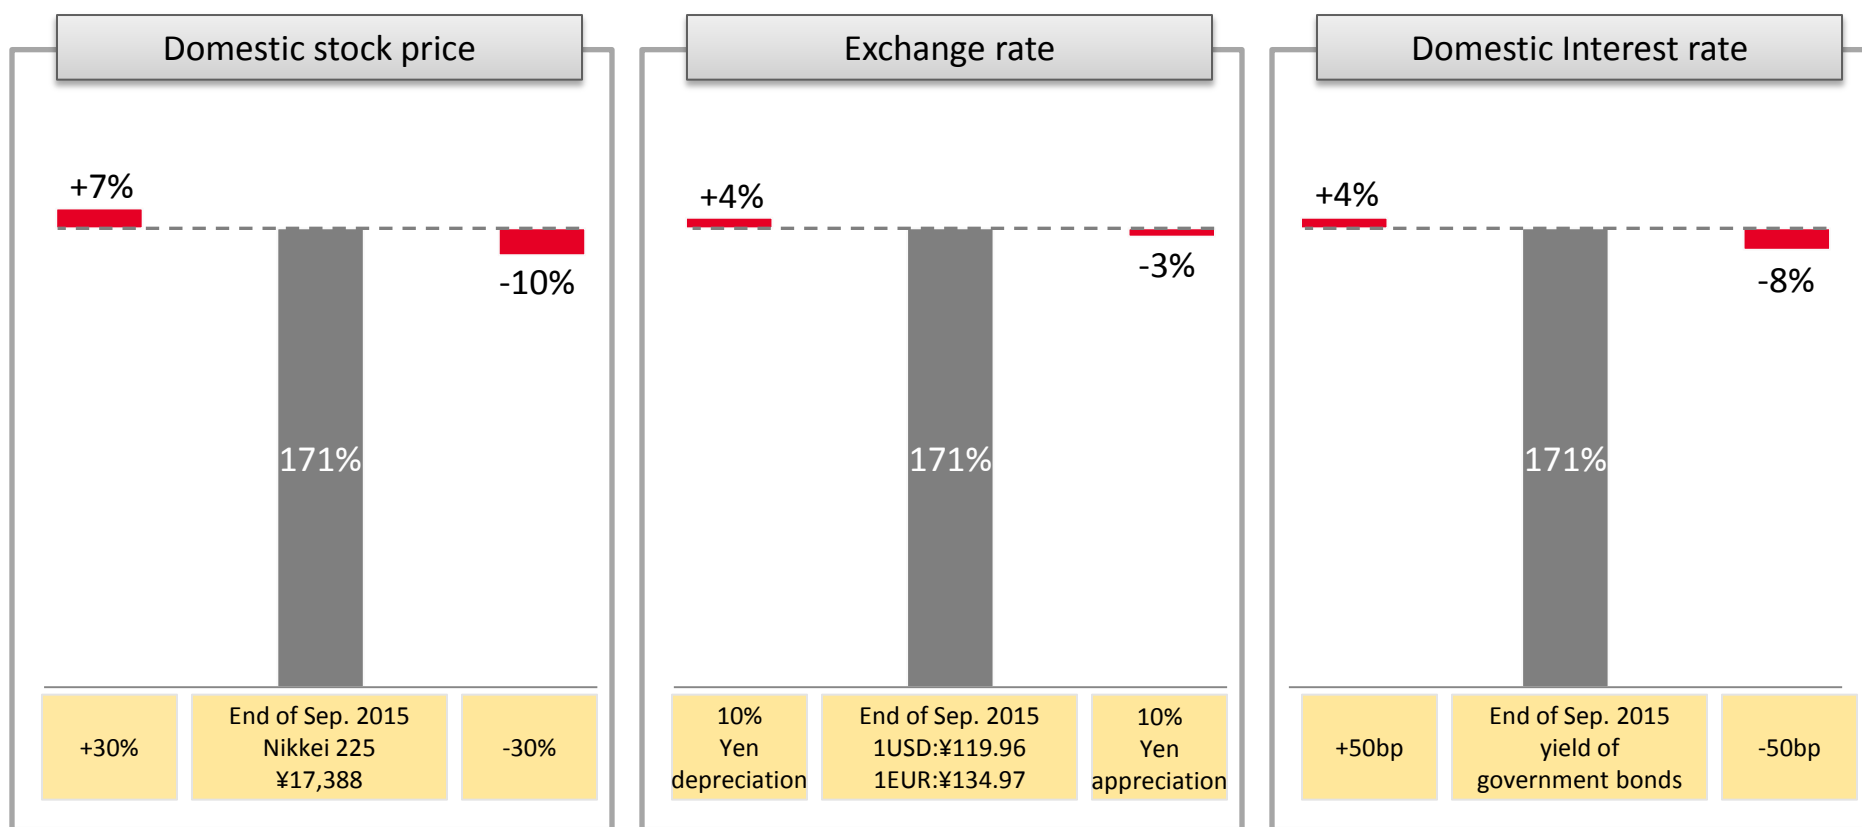 Domestic stock price
+7%
-10%
171%
+30%
End of Sep. 2015
Nikkei 225
¥17,388
-30%
Exchange rate
+4%
-3%
171%
10%
Yen
depreciation
End of Sep. 2015
1USD:¥119.96
1EUR:¥134.97
10%
Yen
appreciation
Domestic Interest rate
+4%
-8%
171%
+50bp
End of Sep. 2015
yield of
government bonds
-50bp